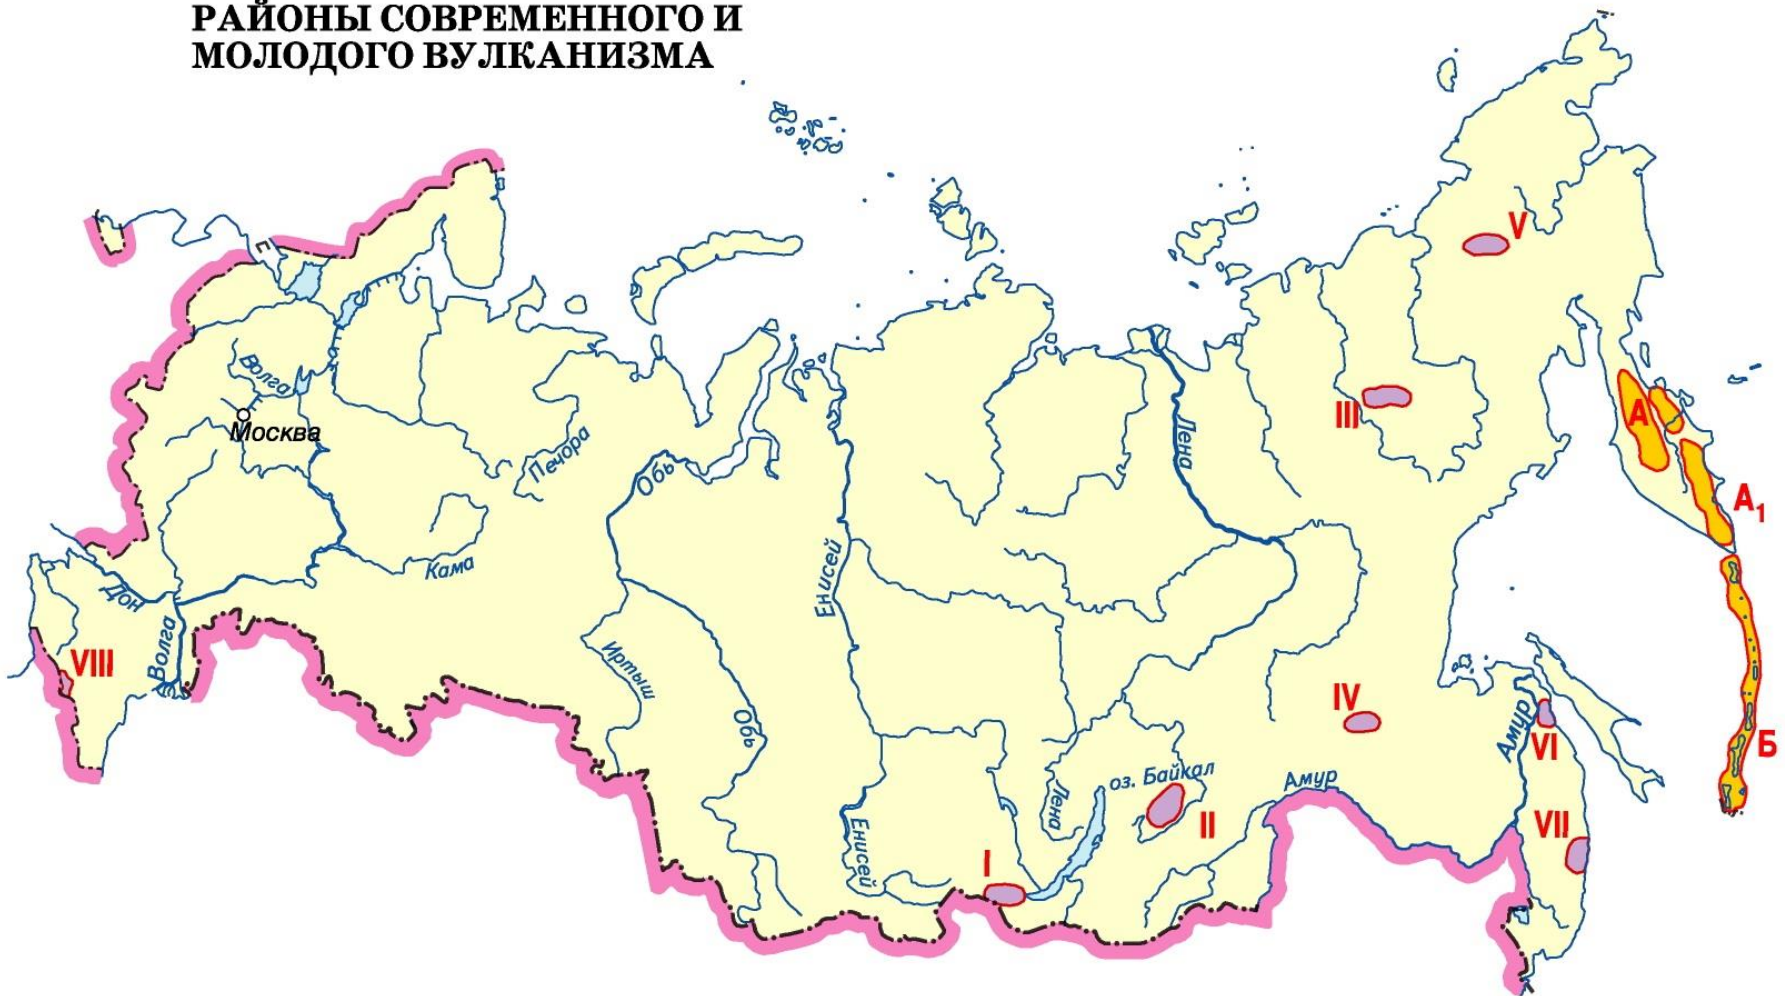 РАЙОНЫ СОВРЕМЕННОГО И
МОЛОДОГО ВУЛКАНИЗМА
V
Волга
Москва
III
А
Лена
Печора
Обь
А1
Енисей
Кама
Дон
Волга
VIII
Иртыш
Обь
IV
Амур
VI
Б
оз. Байкал
Амур
Лена
II
VII
Енисей
I